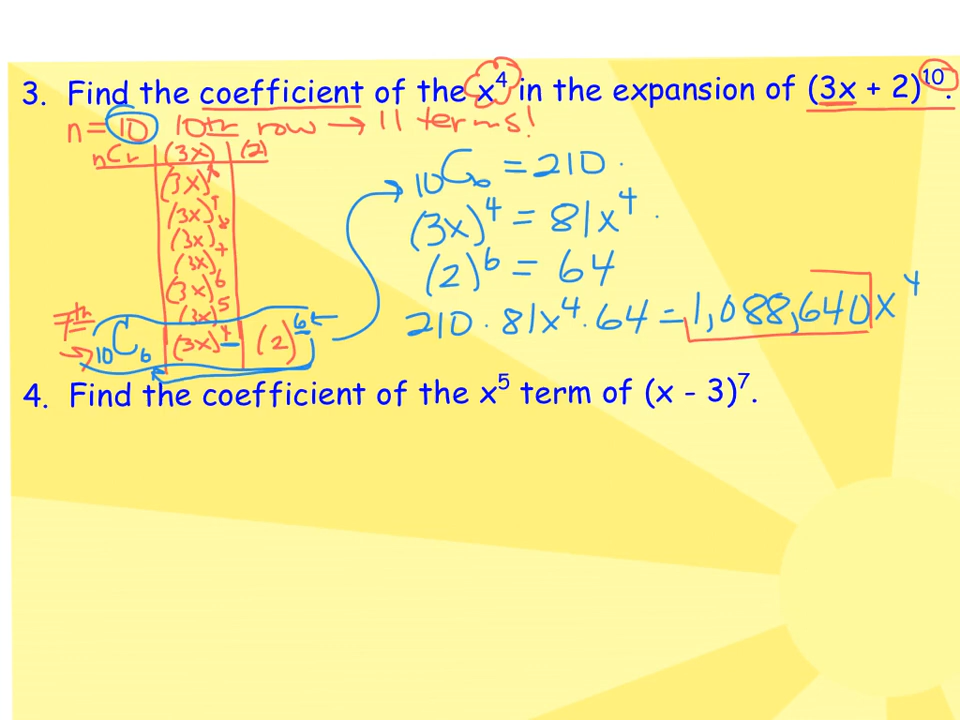 3. Find the coefficient of the x⁴ in the expansion of (3x + 2)¹⁰.
n = 10 10th row → 11 terms!
nCr (3x) (2)
(3x)
(3x)⁹
(3x)⁸
(3x)⁷
(3x)⁶
(3x)⁵
7th → ₁₀C₆ (3x)⁴ (2)⁶ ←
→ ₁₀C₆ = 210
(3x)⁴ = 81x⁴
(2)⁶ = 64
210 · 81x⁴ · 64 = 1,088,640x⁴
4. Find the coefficient of the x⁵ term of (x - 3)⁷.